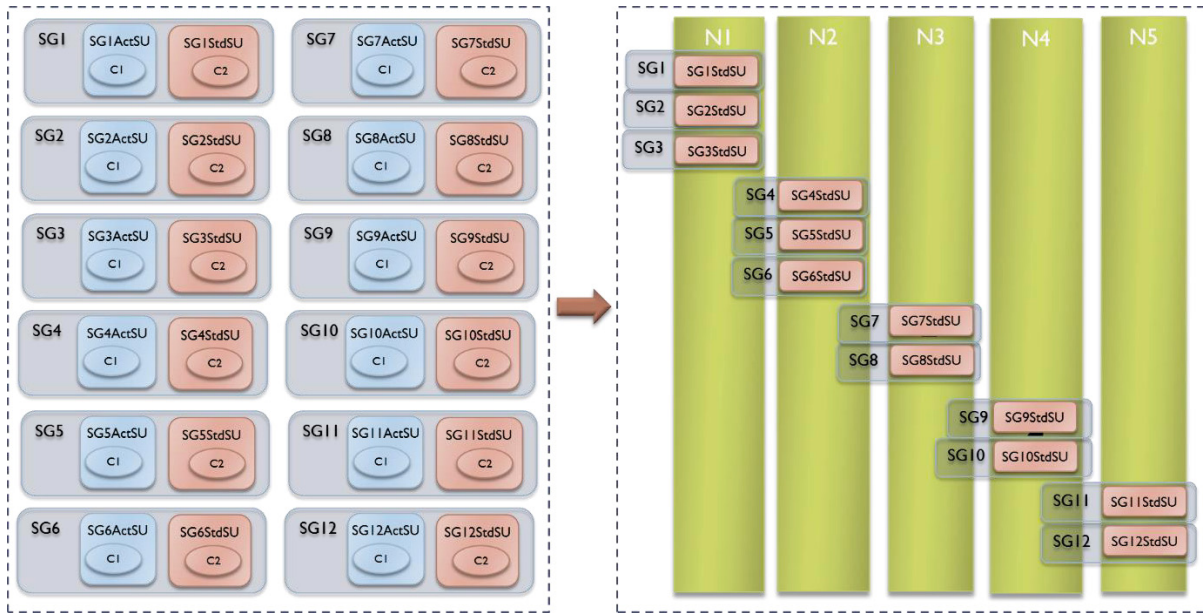 SG1
SG1ActSU
C1
SG1StdSU
C2
SG7
SG7ActSU
C1
SG7StdSU
C2
SG2
SG2ActSU
C1
SG2StdSU
C2
SG8
SG8ActSU
C1
SG8StdSU
C2
SG3
SG3ActSU
C1
SG3StdSU
C2
SG9
SG9ActSU
C1
SG9StdSU
C2
SG4
SG4ActSU
C1
SG4StdSU
C2
SG10
SG10ActSU
C1
SG10StdSU
C2
SG5
SG5ActSU
C1
SG5StdSU
C2
SG11
SG11ActSU
C1
SG11StdSU
C2
SG6
SG6ActSU
C1
SG6StdSU
C2
SG12
SG12ActSU
C1
SG12StdSU
C2
N1
N2
N3
N4
N5
SG1
SG1StdSU
SG2
SG2StdSU
SG3
SG3StdSU
SG4
SG4StdSU
SG5
SG5StdSU
SG6
SG6StdSU
SG7
SG7StdSU
SG8
SG8StdSU
SG9
SG9StdSU
SG10
SG10StdSU
SG11
SG11StdSU
SG12
SG12StdSU